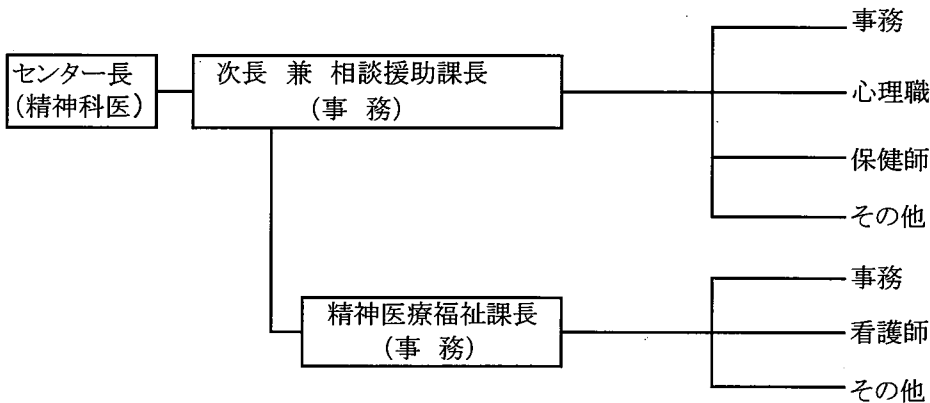 センター長
(精神科医)
次長 兼 相談援助課長
(事 務)
事務
心理職
保健師
その他
精神医療福祉課長
(事 務)
事務
看護師
その他